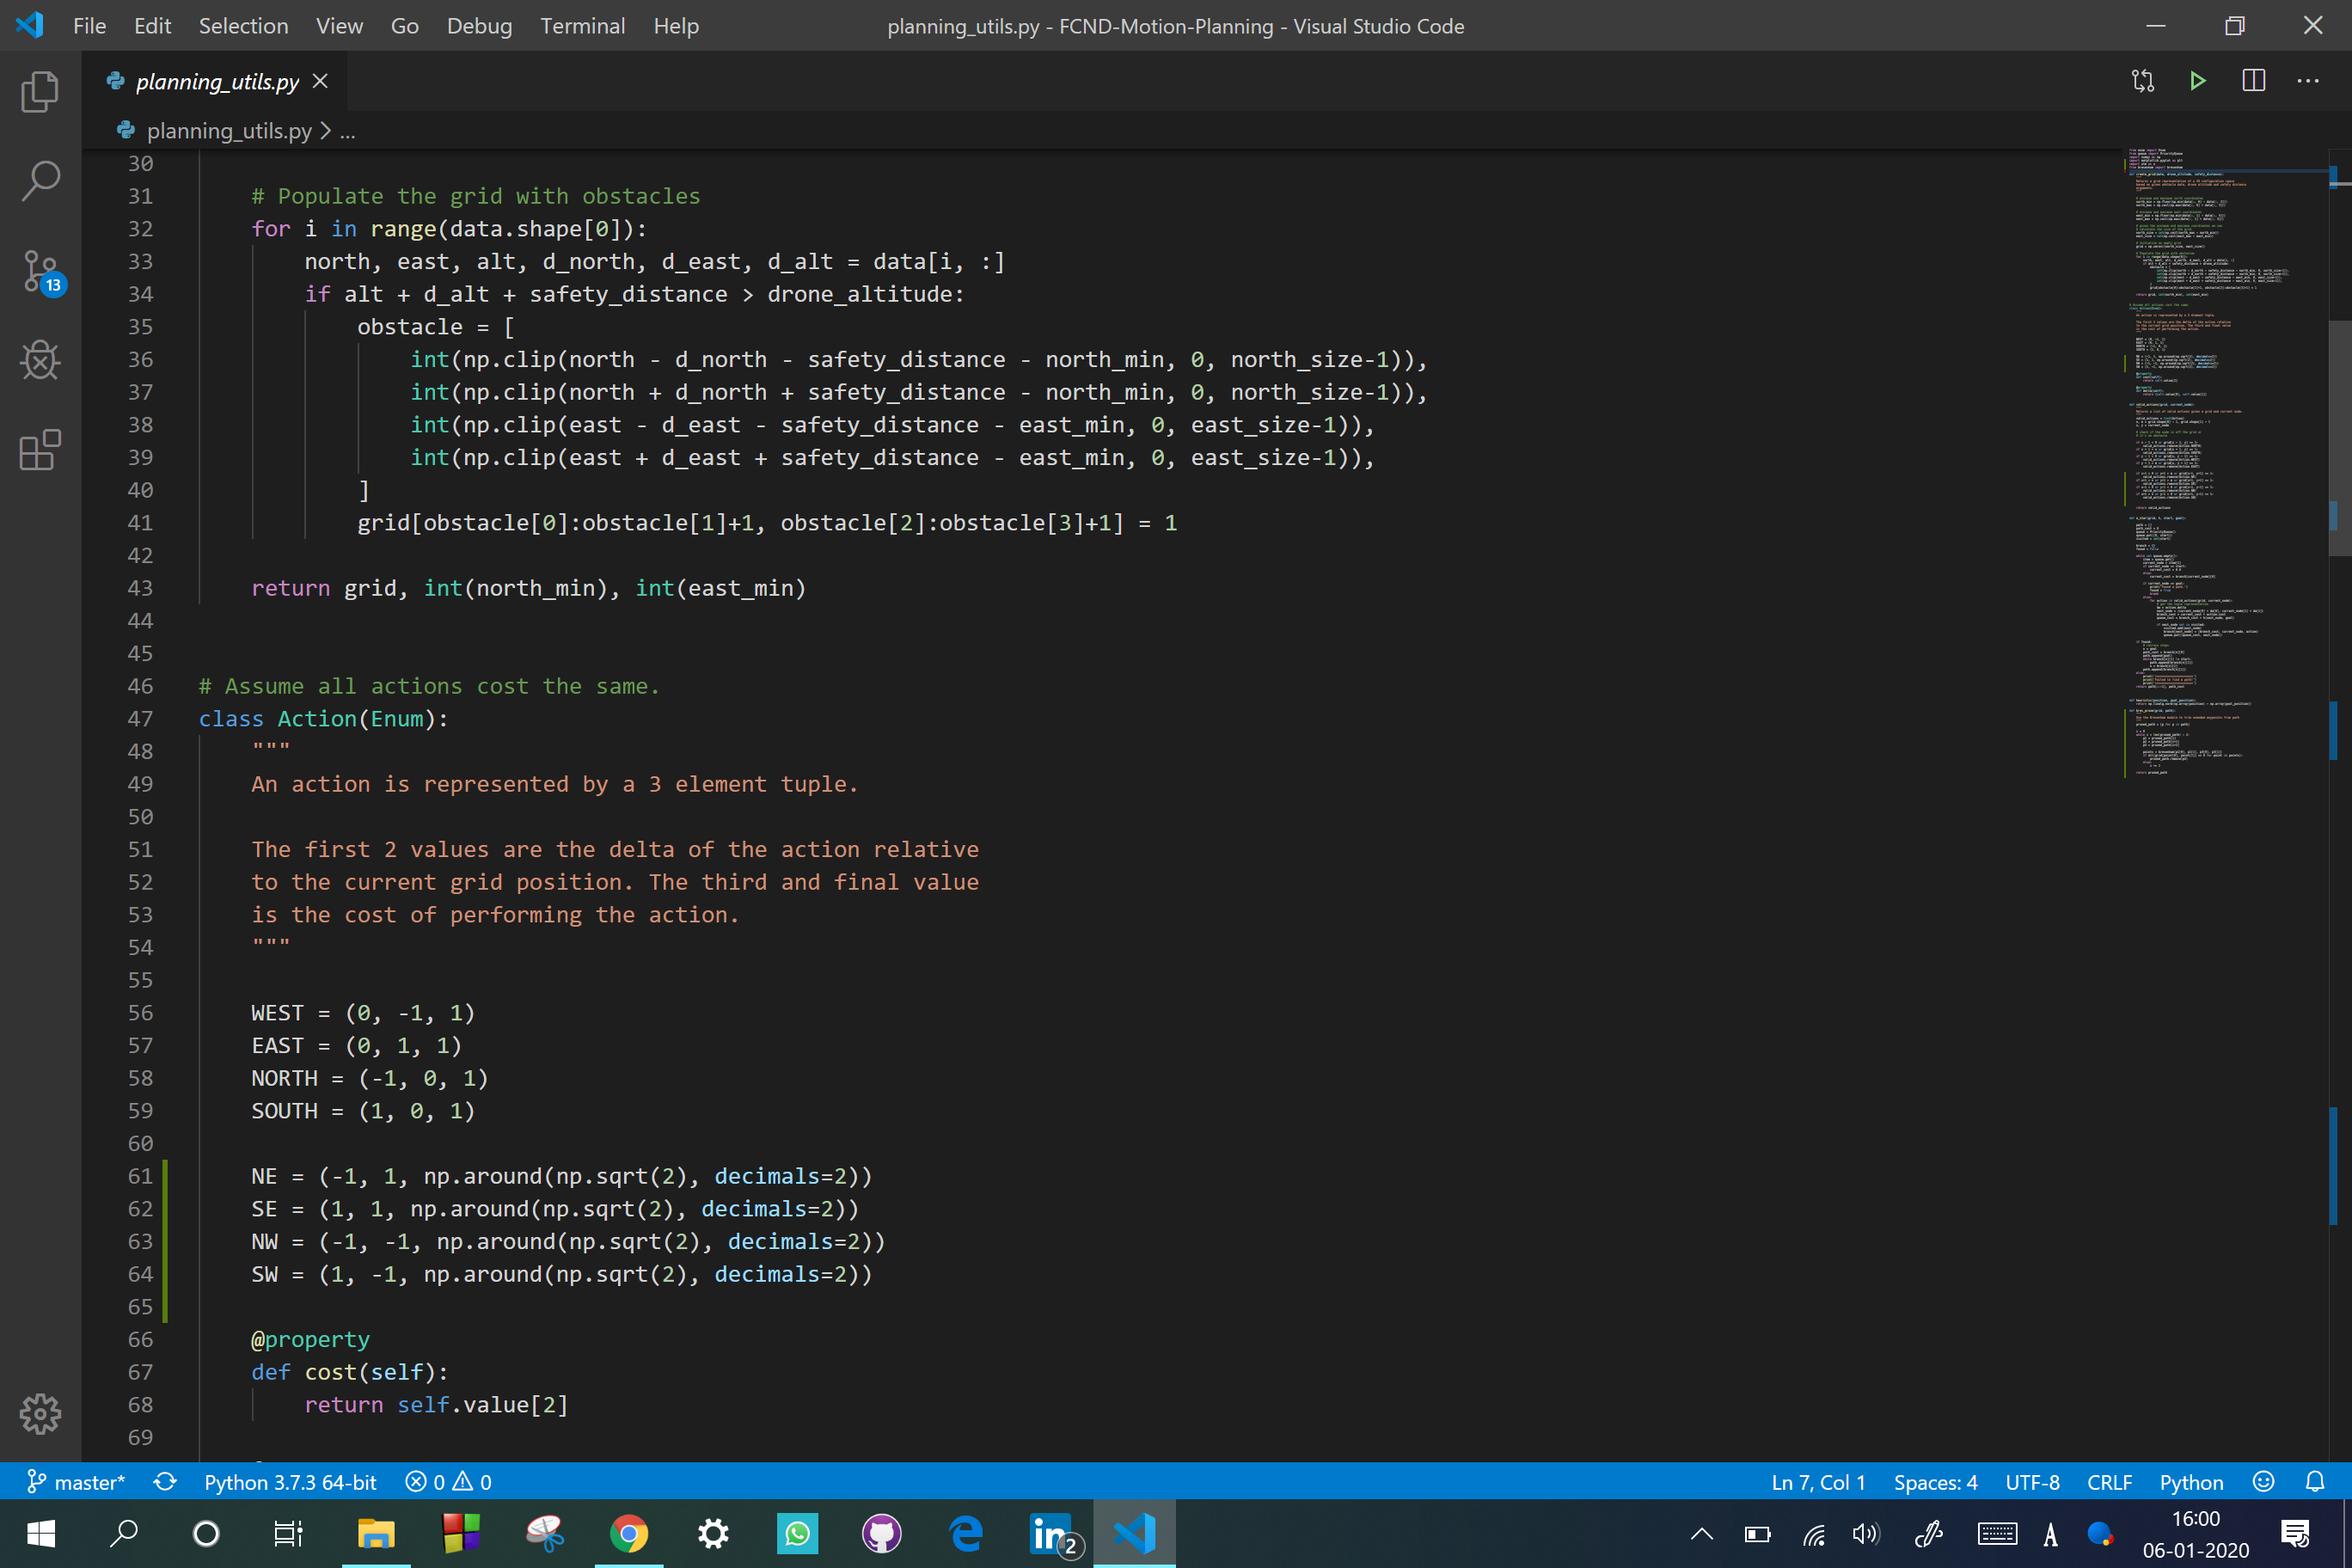 File Edit Selection View Go Debug Terminal Help planning_utils.py - FCND-Motion-Planning - Visual Studio Code
planning_utils.py
planning_utils.py > ...
30
31 # Populate the grid with obstacles
32 for i in range(data.shape[0]):
33 north, east, alt, d_north, d_east, d_alt = data[i, :]
34 if alt + d_alt + safety_distance > drone_altitude:
35 obstacle = [
36 int(np.clip(north - d_north - safety_distance - north_min, 0, north_size-1)),
37 int(np.clip(north + d_north + safety_distance - north_min, 0, north_size-1)),
38 int(np.clip(east - d_east - safety_distance - east_min, 0, east_size-1)),
39 int(np.clip(east + d_east + safety_distance - east_min, 0, east_size-1)),
40 ]
41 grid[obstacle[0]:obstacle[1]+1, obstacle[2]:obstacle[3]+1] = 1
42
43 return grid, int(north_min), int(east_min)
44
45
46 # Assume all actions cost the same.
47 class Action(Enum):
48 """
49 An action is represented by a 3 element tuple.
50
51 The first 2 values are the delta of the action relative
52 to the current grid position. The third and final value
53 is the cost of performing the action.
54 """
55
56 WEST = (0, -1, 1)
57 EAST = (0, 1, 1)
58 NORTH = (-1, 0, 1)
59 SOUTH = (1, 0, 1)
60
61 NE = (-1, 1, np.around(np.sqrt(2), decimals=2))
62 SE = (1, 1, np.around(np.sqrt(2), decimals=2))
63 NW = (-1, -1, np.around(np.sqrt(2), decimals=2))
64 SW = (1, -1, np.around(np.sqrt(2), decimals=2))
65
66 @property
67 def cost(self):
68 return self.value[2]
69
13
master* Python 3.7.3 64-bit 0 0 Ln 7, Col 1 Spaces: 4 UTF-8 CRLF Python
in 2 A 16:00
06-01-2020